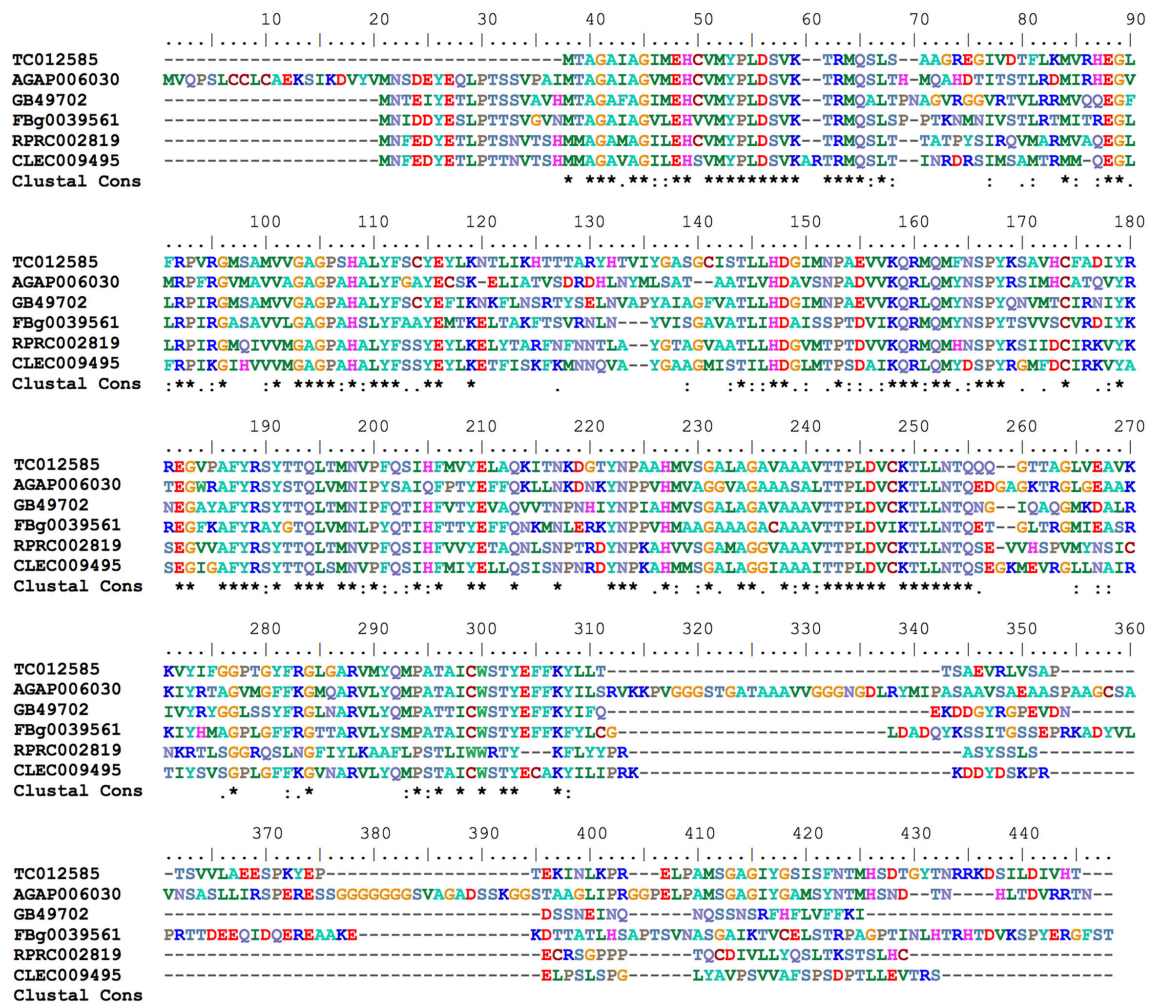 10 20 30 40 50 60 70 80 90
....|....|....|....|....|....|....|....|....|....|....|....|....|....|....|....|....|....|
TC012585 -------------------------------------MTAGAIAGIMEHCVMYPLDSVK--TRMQSLS--AAGREGIVDTFLKMVRHEGL
AGAP006030 MVQPSLCCLCAEKSIKDVYVMNSDEYEQLPTSSVPAIMTAGAIAGVMEHCVMYPLDSVK--TRMQSLTH-MQAHDTITSTLRDMIRHEGV
GB49702 --------------------MNTEIYETLPTSSVAVHMTAGAFAGIMEHCVMYPLDSVK--TRMQALTPNAGVRGGVRTVLRRMVQQEGF
FBg0039561 --------------------MNIDDYESLPTTSVGVNMTAGAIAGVLEHVVMYPLDSVK--TRMQSLSP-PTKNMNIVSTLRTMITREGL
RPRC002819 --------------------MNFEDYETLPTSNVTSHMMAGAMAGILEHCVMYPLDSVK--TRMQSLT--TATPYSIRQVMARMVAQEGL
CLEC009495 --------------------MNFEDYETLPTTNVTSHMMAGAVAGILEHSVMYPLDSVKARTRMQSLT--INRDRSIMSAMTRMM-QEGL
Clustal Cons * ***.**::** ********* ****:*: : .: *: :**.
100 110 120 130 140 150 160 170 180
....|....|....|....|....|....|....|....|....|....|....|....|....|....|....|....|....|....|
TC012585 FRPVRGMSAMVVGAGPSHALYFSCYEYLKNTLIKHTTTARYHTVIYGASGCISTLLHDGIMNPAEVVKQRMQMFNSPYKSAVHCFADIYR
AGAP006030 MRPFRGVMAVVAGAGPAHALYFGAYECSK-ELIATVSDRDHLNYMLSAT--AATLVHDAVSNPADVVKQRMQMYNSPYRSIMHCATQVYR
GB49702 LRPIRGMSAMVVGAGPAHALYFSCYEFIKNKFLNSRTYSELNVAPYAIAGFVATLLHDGIMNPAEVVKQRLQMYNSPYQNVMTCIRNIYK
FBg0039561 LRPIRGASAVVLGAGPAHSLYFAAYEMTKELTAKFTSVRNLN---YVISGAVATLIHDAISSPTDVIKQRMQMYNSPYTSVVSCVRDIYK
RPRC002819 LRPIRGMQIVVMGAGPAHALYFSSYEYLKELYTARFNFNNTLA--YGTAGVAATLLHDGVMTPTDVVKQRMQMHNSPYKSIIDCIRKVYK
CLEC009495 FRPIKGIHVVVMGAGPAHALYFSSYEYLKETFISKFKMNNQVA--YGAAGMISTILHDGLMTPSDAIKQRLQMYDSPYRGMFDCIRKVYA
Clustal Cons :**.:* :* ****:*:***. ** * . : :*::**.: .*::.:***:**.:*** . . * .:*
190 200 210 220 230 240 250 260 270
....|....|....|....|....|....|....|....|....|....|....|....|....|....|....|....|....|....|
TC012585 REGVPAFYRSYTTQLTMNVPFQSIHFMVYELAQKITNKDGTYNPAAHMVSGALAGAVAAAVTTPLDVCKTLLNTQQQ--GTTAGLVEAVK
AGAP006030 TEGWRAFYRSYSTQLVMNIPYSAIQFPTYEFFQKLLNKDNKYNPPVHMVAGGVAGAAASALTTPLDVCKTLLNTQEDGAGKTRGLGEAAK
GB49702 NEGAYAFYRSYTTQLVMNVPFQTIHFVTYEVAQVVTNPNHIYNPIAHMVSGALAGAVAAAVTTPLDVCKTLLNTQNG--IQAQGMKDALR
FBg0039561 REGFKAFYRAYGTQLVMNLPYQTIHFTTYEFFQNKMNLERKYNPPVHMAAGAAAGACAAAVTTPLDVIKTLLNTQET--GLTRGMIEASR
RPRC002819 SEGVVAFYRSYTTQLTMNVPFQSIHFVVYETAQNLSNPTRDYNPKAHVVSGAMAGGVAAAVTTPLDVCKTLLNTQSE-VVHSPVMYNSIC
CLEC009495 SEGIGAFYRSYTTQLSMNVPFQSIHFMIYELLQSISNPNRDYNPKAHMMSGALAGGIAAAITTPLDVCKTLLNTQSEGKMEVRGLLNAIR
Clustal Cons ** ****:* *** **:*:.:*:* ** * * *** .*: :*. **. *:*:****** *******. : ::
280 290 300 310 320 330 340 350 360
....|....|....|....|....|....|....|....|....|....|....|....|....|....|....|....|....|....|
TC012585 KVYIFGGPTGYFRGLGARVMYQMPATAICWSTYEFFKYLLT-------------------------------TSAEVRLVSAP-------
AGAP006030 KIYRTAGVMGFFKGMQARVLYQMPATAICWSTYEFFKYILSRVKKPVGGGSTGATAAAVVGGGNGDLRYMIPASAAVSAEAASPAAGCSA
GB49702 IVYRYGGLSSYFRGLNARVLYQMPATTICWSTYEFFKYIFQ------------------------------EKDDGYRGPEVDN------
FBg0039561 KIYHMAGPLGFFRGTTARVLYSMPATAICWSTYEFFKFYLCG-------------------------LDADQYKSSITGSSEPRKADYVL
RPRC002819 NKRTLSGGRQSLNGFIYLKAAFLPSTLIWWRTY---KFLYYPR-------------------------------ASYSSLS---------
CLEC009495 TIYSVSGPLGFFKGVNARVLYQMPSTAICWSTYECAKYILIPRK-----------------------------KDDYDSKPR--------
Clustal Cons .* :.* :*:* * * ** *:
370 380 390 400 410 420 430 440
....|....|....|....|....|....|....|....|....|....|....|....|....|....|....|....|....|...
TC012585 -TSVVLAEESPKYEP-------------------TEKINLKPR---ELPAMSGAGIYGSISFNTMHSDTGYTNRRKDSILDIVHT---
AGAP006030 VNSASLLIRSPERESSGGGGGGGSVAGADSSKGGSTAAGLIPRGGPELPAMSGAGIYGAMSYNTMHSND--TN----HLTDVRRTN--
GB49702 -----------------------------------DSSNEINQ------NQSSNSRFHFLVFFKI-----------------------
FBg0039561 PRTTDEEQIDQEREAAKE----------------KDTTATLHSAPTSVNASGAIKTVCELSTRPAGPTINLHTRHTDVKSPYERGFST
RPRC002819 -----------------------------------ECRSGPPP------TQCDIVLLYQSLTKSTSLHC-------------------
CLEC009495 -----------------------------------ELPSLSPG------LYAVPSVVAFSPSDPTLLEVTRS----------------
Clustal Cons